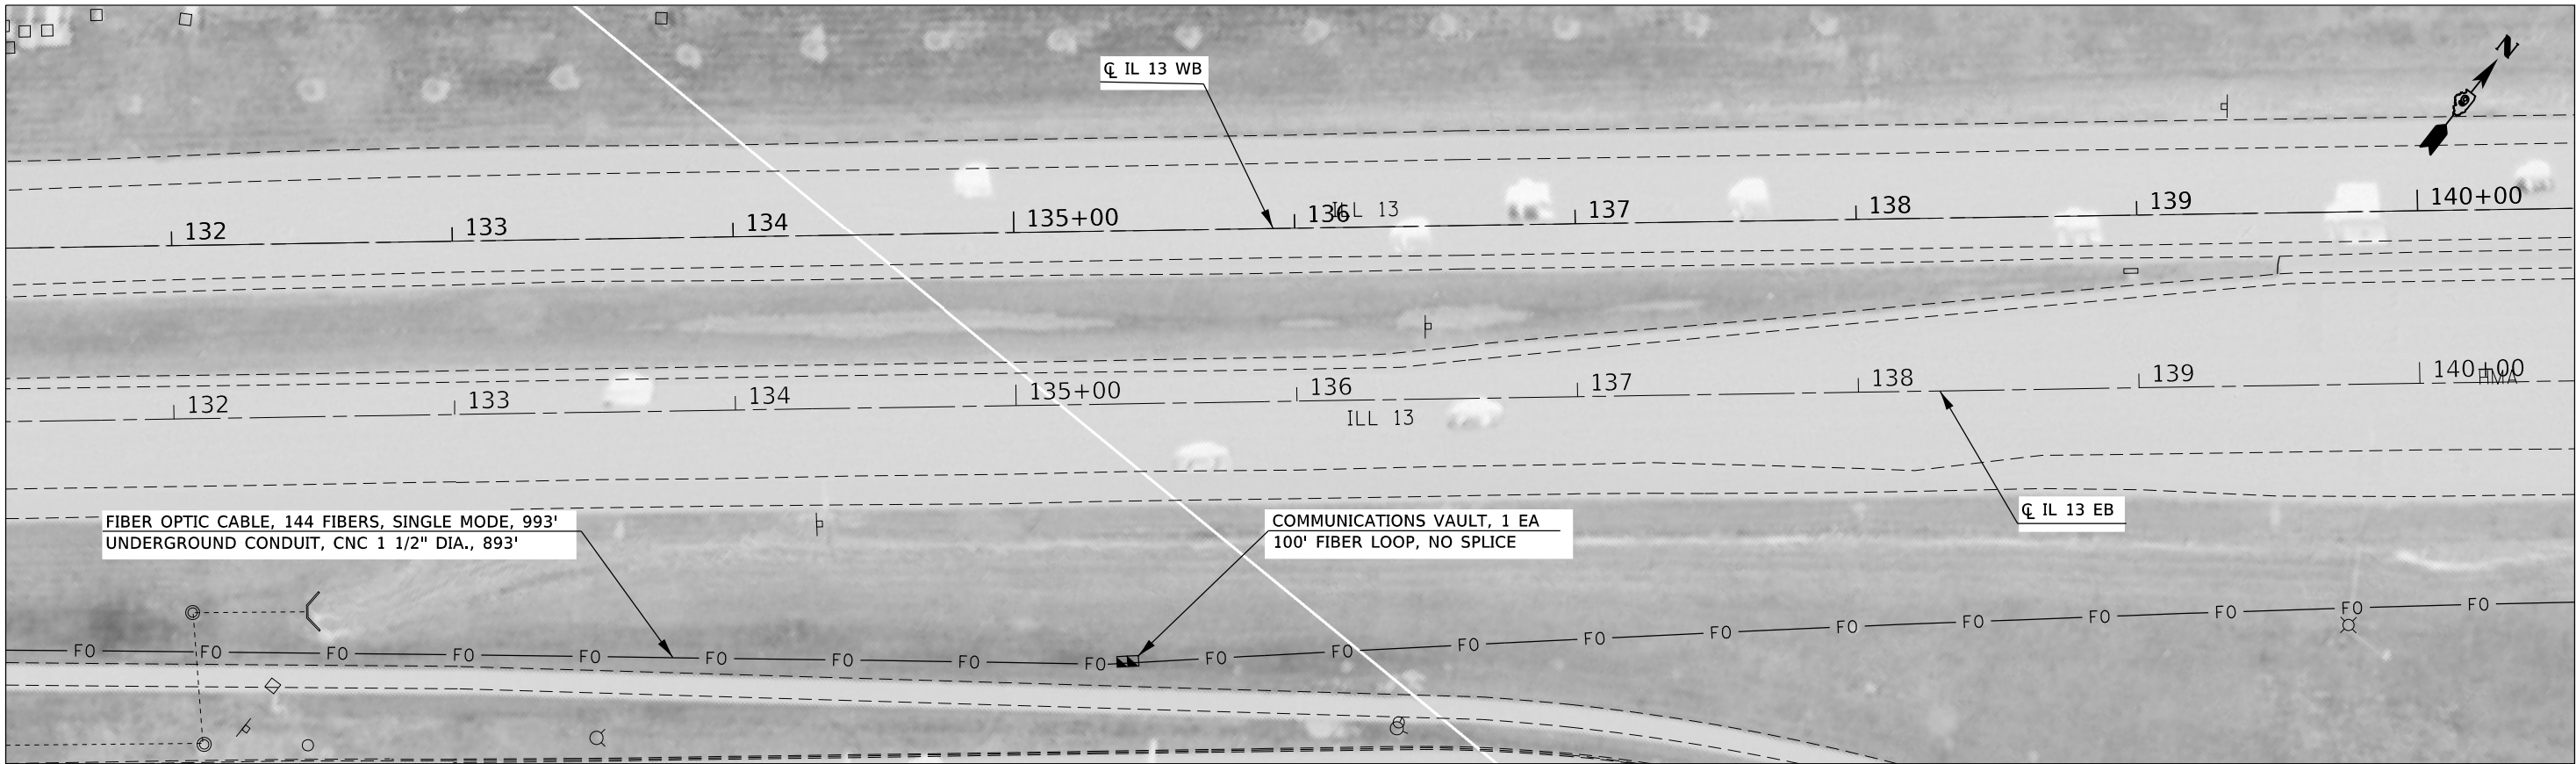 N
℄ IL 13 WB
132
133
134
135+00
136
ILL 13
137
138
139
140+00
132
133
134
135+00
136
137
138
139
140+00
HMA
ILL 13
℄ IL 13 EB
FIBER OPTIC CABLE, 144 FIBERS, SINGLE MODE, 993'
UNDERGROUND CONDUIT, CNC 1 1/2" DIA., 893'
COMMUNICATIONS VAULT, 1 EA
100' FIBER LOOP, NO SPLICE
FO FO FO FO FO FO FO FO FO FO FO FO FO FO FO FO FO FO FO FO